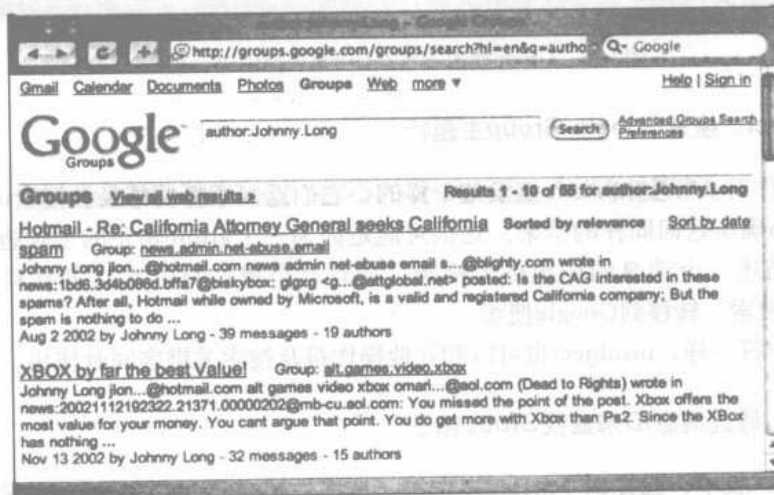 author:Johnny.Long - Google Groups
http://groups.google.com/groups/search?hl=en&q=autho
Google
Gmail Calendar Documents Photos Groups Web more ▼
Help | Sign in
Google
Groups
author:Johnny.Long
Search
Advanced Groups Search
Preferences
Groups View all web results »
Results 1 - 10 of 55 for author:Johnny.Long
Hotmail - Re: California Attorney General seeks California Sorted by relevance Sort by date
spam Group: news.admin.net-abuse.email
Johnny Long jlon...@hotmail.com news admin net-abuse email s...@blighty.com wrote in
news:1bd6.3d4b086d.bffa7@biskybox: glgxg <g...@attglobal.net> posted: Is the CAG interested in these
spams? After all, Hotmail while owned by Microsoft, is a valid and registered California company; But the
spam is nothing to do ...
Aug 2 2002 by Johnny Long - 39 messages - 19 authors
XBOX by far the best Value! Group: alt.games.video.xbox
Johnny Long jlon...@hotmail.com alt games video xbox omari...@aol.com (Dead to Rights) wrote in
news:20021112192322.21371.00000202@mb-cu.aol.com: You missed the point of the post. Xbox offers the
most value for your money. You cant argue that point. You do get more with Xbox than Ps2. Since the XBox
has nothing ...
Nov 13 2002 by Johnny Long - 32 messages - 15 authors